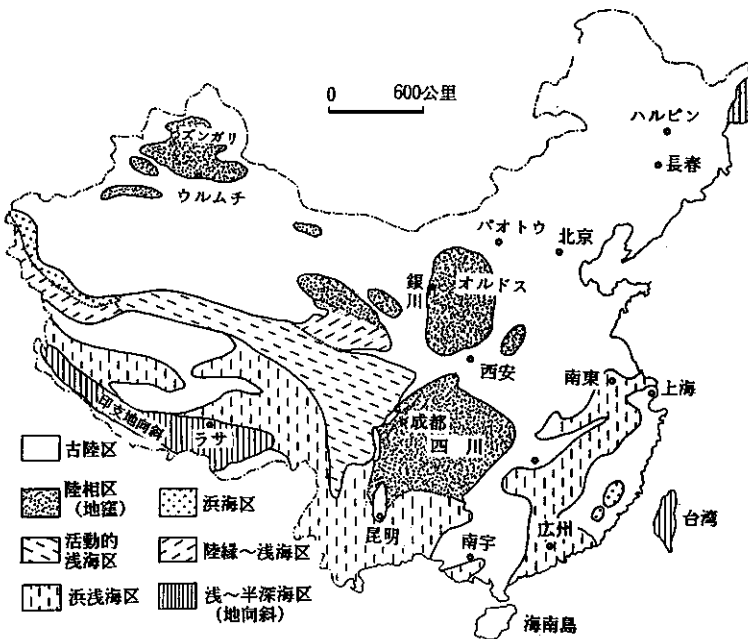 0 600公里
ハルビン
長春
ズンガリ
ウルムチ
パオトウ
北京
銀川
オルドス
西安
南東
上海
成都
四川
印支地向斜
ラサ
昆明
南宇
広州
台湾
海南島
古陸区
陸相区
(地窪)
浜海区
活動的
浅海区
陸縁~浅海区
浜浅海区
浅~半深海区
(地向斜)